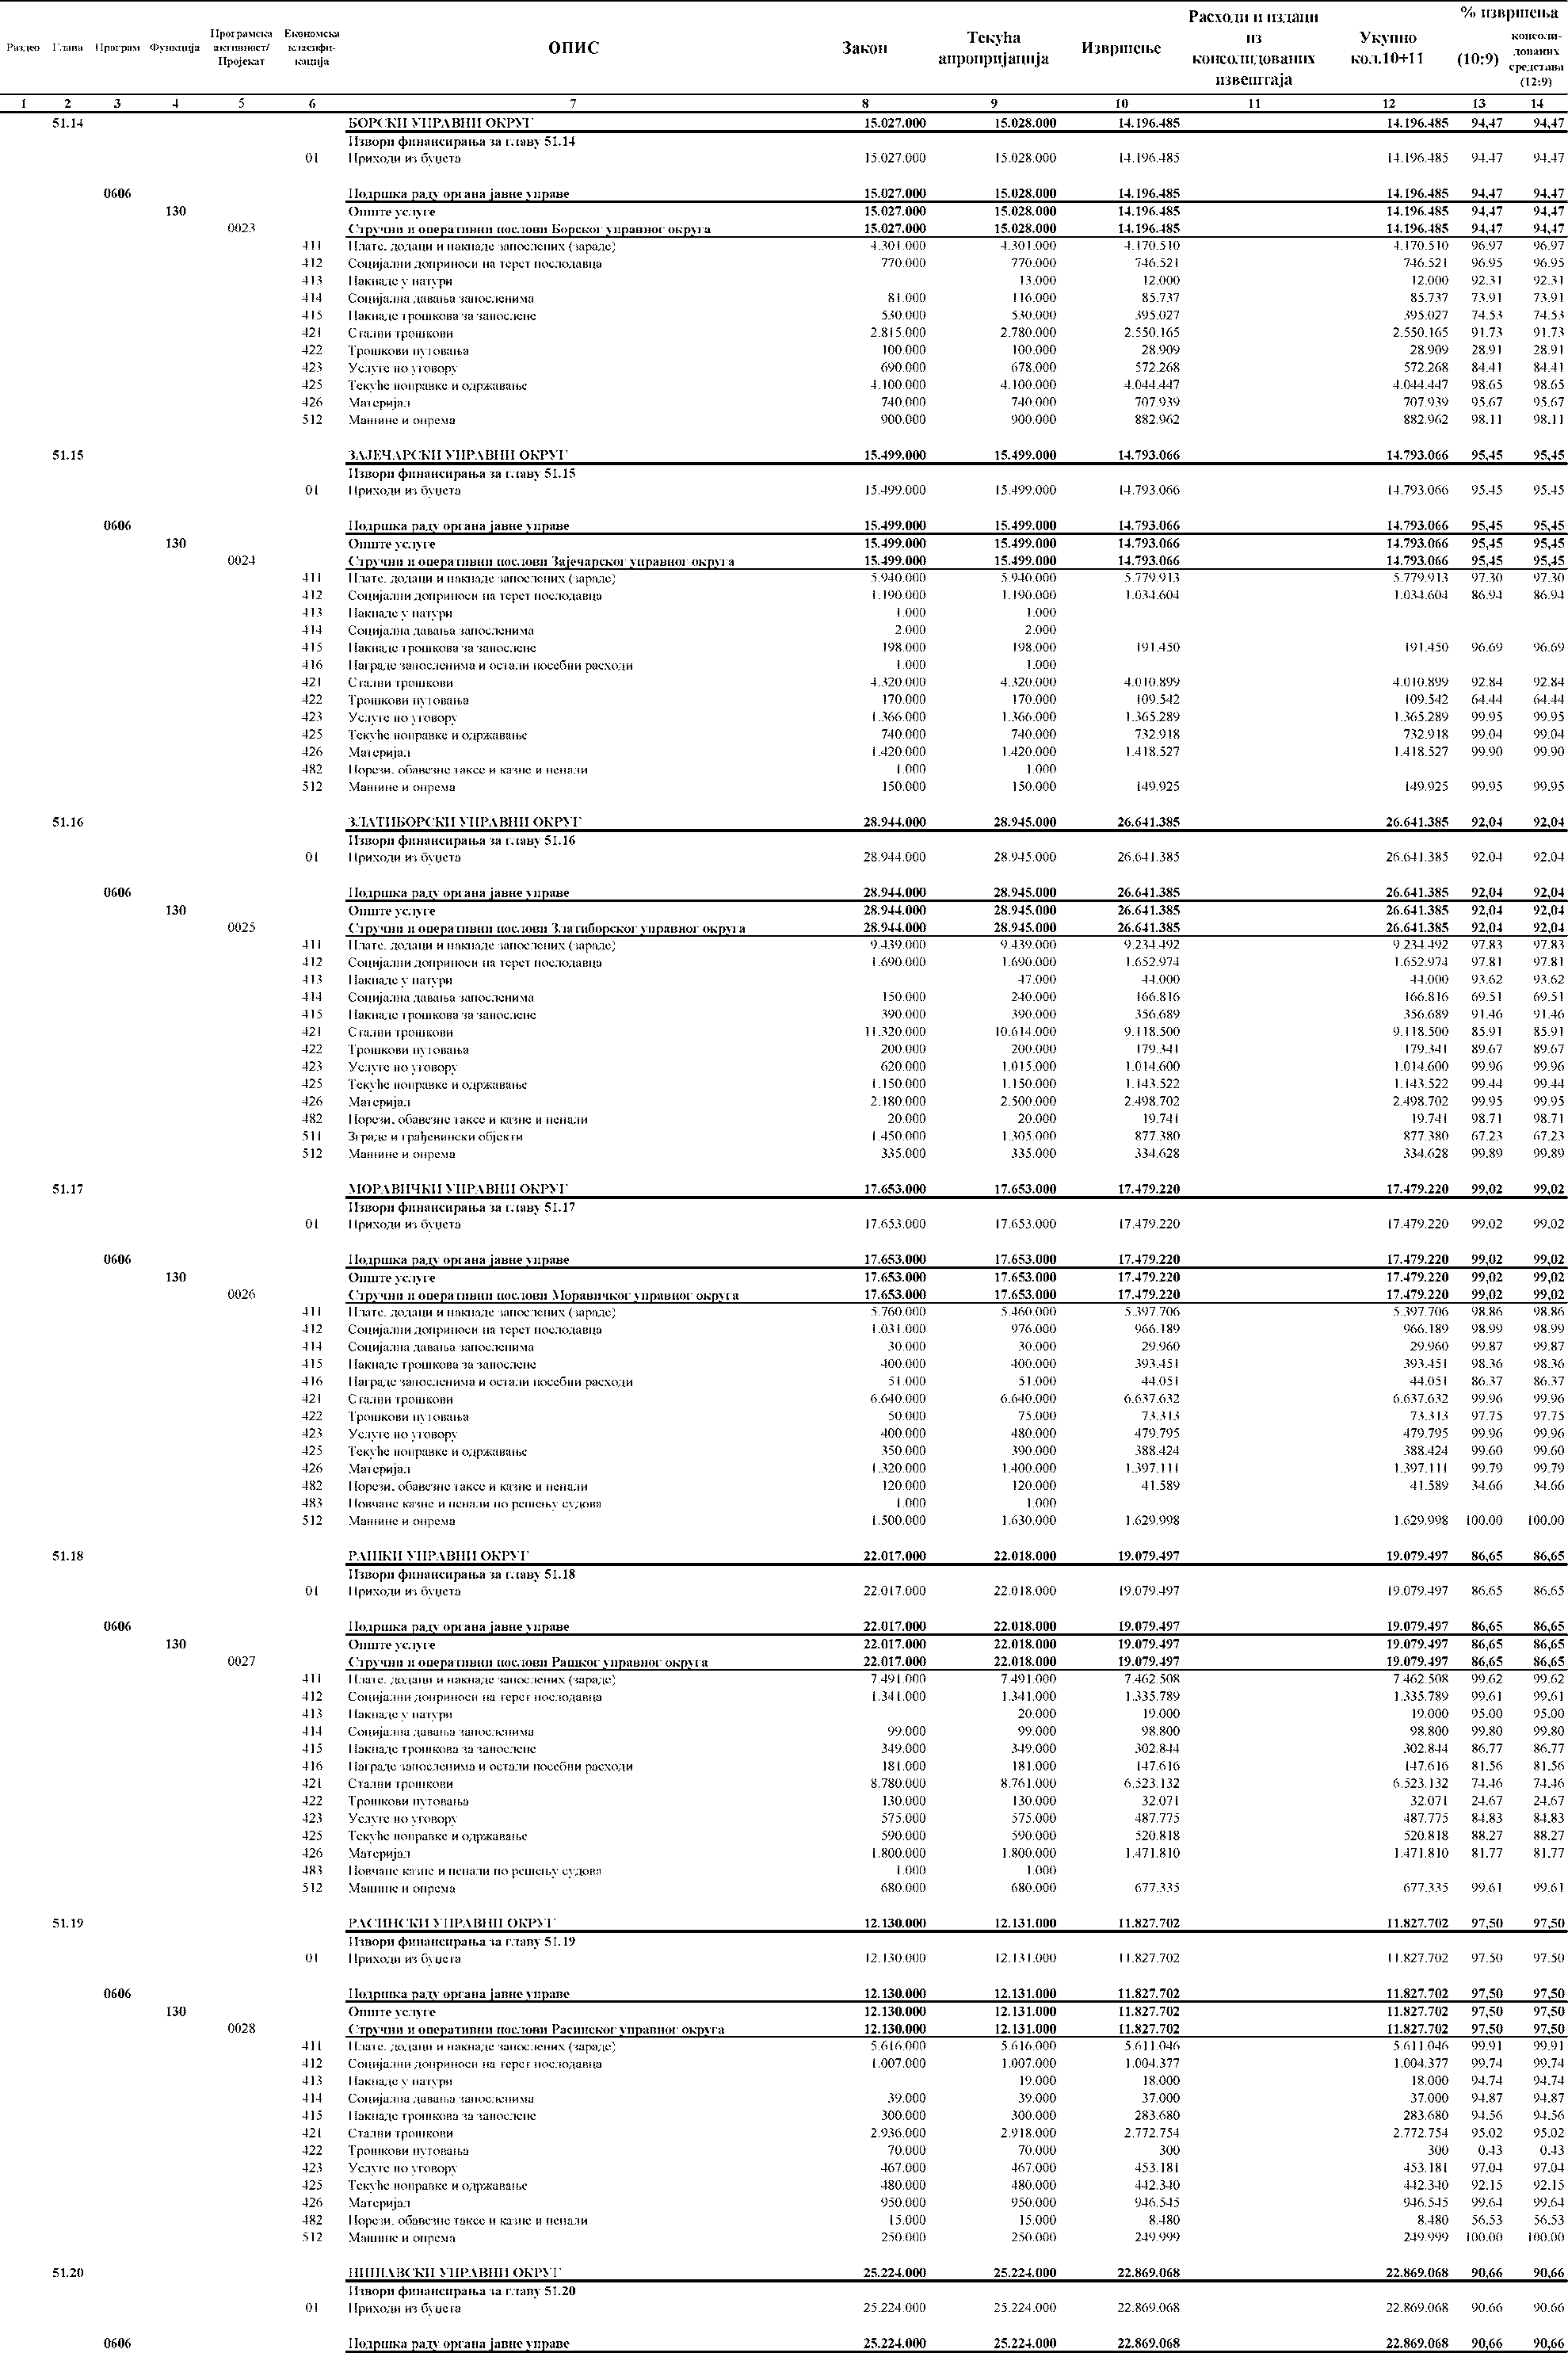 Раздео Глава Програм Функција Програмска активност/ Пројекат Економска класифи-кација ОПИС Закон Текућа апропријација Извршење Расходи и издаци из консолидованих извештаја Укупно кол.10+11 % извршења (10:9) консоли-дованих средстава (12:9)
1 2 3 4 5 6 7 8 9 10 11 12 13 14
51.14 БОРСКИ УПРАВНИ ОКРУГ 15.027.000 15.028.000 14.196.485 14.196.485 94,47 94,47
Извори финансирања за главу 51.14
01 Приходи из буџета 15.027.000 15.028.000 14.196.485 14.196.485 94,47 94,47
0606 Подршка раду органа јавне управе 15.027.000 15.028.000 14.196.485 14.196.485 94,47 94,47
130 Опште услуге 15.027.000 15.028.000 14.196.485 14.196.485 94,47 94,47
0023 Стручни и оперативни послови Борског управног округа 15.027.000 15.028.000 14.196.485 14.196.485 94,47 94,47
411 Плате, додаци и накнаде запослених (зараде) 4.301.000 4.301.000 4.170.510 4.170.510 96,97 96,97
412 Социјални доприноси на терет послодавца 770.000 770.000 746.521 746.521 96,95 96,95
413 Накнаде у натури 13.000 12.000 12.000 92,31 92,31
414 Социјална давања запосленима 81.000 116.000 85.737 85.737 73,91 73,91
415 Накнаде трошкова за запослене 530.000 530.000 395.027 395.027 74,53 74,53
421 Стални трошкови 2.815.000 2.780.000 2.550.165 2.550.165 91,73 91,73
422 Трошкови путовања 100.000 100.000 28.909 28.909 28,91 28,91
423 Услуге по уговору 690.000 678.000 572.268 572.268 84,41 84,41
425 Текуће поправке и одржавање 4.100.000 4.100.000 4.044.447 4.044.447 98,65 98,65
426 Материјал 740.000 740.000 707.939 707.939 95,67 95,67
512 Машине и опрема 900.000 900.000 882.962 882.962 98,11 98,11
51.15 ЗАЈЕЧАРСКИ УПРАВНИ ОКРУГ 15.499.000 15.499.000 14.793.066 14.793.066 95,45 95,45
Извори финансирања за главу 51.15
01 Приходи из буџета 15.499.000 15.499.000 14.793.066 14.793.066 95,45 95,45
0606 Подршка раду органа јавне управе 15.499.000 15.499.000 14.793.066 14.793.066 95,45 95,45
130 Опште услуге 15.499.000 15.499.000 14.793.066 14.793.066 95,45 95,45
0024 Стручни и оперативни послови Зајечарског управног округа 15.499.000 15.499.000 14.793.066 14.793.066 95,45 95,45
411 Плате, додаци и накнаде запослених (зараде) 5.940.000 5.940.000 5.779.913 5.779.913 97,30 97,30
412 Социјални доприноси на терет послодавца 1.190.000 1.190.000 1.034.604 1.034.604 86,94 86,94
413 Накнаде у натури 1.000 1.000
414 Социјална давања запосленима 2.000 2.000
415 Накнаде трошкова за запослене 198.000 198.000 191.450 191.450 96,69 96,69
416 Награде запосленима и остали посебни расходи 1.000 1.000
421 Стални трошкови 4.320.000 4.320.000 4.010.899 4.010.899 92,84 92,84
422 Трошкови путовања 170.000 170.000 109.542 109.542 64,44 64,44
423 Услуге по уговору 1.366.000 1.366.000 1.365.289 1.365.289 99,95 99,95
425 Текуће поправке и одржавање 740.000 740.000 732.918 732.918 99,04 99,04
426 Материјал 1.420.000 1.420.000 1.418.527 1.418.527 99,90 99,90
482 Порези, обавезне таксе и казне и пенали 1.000 1.000
512 Машине и опрема 150.000 150.000 149.925 149.925 99,95 99,95
51.16 ЗЛАТИБОРСКИ УПРАВНИ ОКРУГ 28.944.000 28.945.000 26.641.385 26.641.385 92,04 92,04
Извори финансирања за главу 51.16
01 Приходи из буџета 28.944.000 28.945.000 26.641.385 26.641.385 92,04 92,04
0606 Подршка раду органа јавне управе 28.944.000 28.945.000 26.641.385 26.641.385 92,04 92,04
130 Опште услуге 28.944.000 28.945.000 26.641.385 26.641.385 92,04 92,04
0025 Стручни и оперативни послови Златиборског управног округа 28.944.000 28.945.000 26.641.385 26.641.385 92,04 92,04
411 Плате, додаци и накнаде запослених (зараде) 9.439.000 9.439.000 9.234.492 9.234.492 97,83 97,83
412 Социјални доприноси на терет послодавца 1.690.000 1.690.000 1.652.974 1.652.974 97,81 97,81
413 Накнаде у натури 47.000 44.000 44.000 93,62 93,62
414 Социјална давања запосленима 150.000 240.000 166.816 166.816 69,51 69,51
415 Накнаде трошкова за запослене 390.000 390.000 356.689 356.689 91,46 91,46
421 Стални трошкови 11.320.000 10.614.000 9.118.500 9.118.500 85,91 85,91
422 Трошкови путовања 200.000 200.000 179.341 179.341 89,67 89,67
423 Услуге по уговору 620.000 1.015.000 1.014.600 1.014.600 99,96 99,96
425 Текуће поправке и одржавање 1.150.000 1.150.000 1.143.522 1.143.522 99,44 99,44
426 Материјал 2.180.000 2.500.000 2.498.702 2.498.702 99,95 99,95
482 Порези, обавезне таксе и казне и пенали 20.000 20.000 19.741 19.741 98,71 98,71
511 Зграде и грађевински објекти 1.450.000 1.305.000 877.380 877.380 67,23 67,23
512 Машине и опрема 335.000 335.000 334.628 334.628 99,89 99,89
51.17 МОРАВИЧКИ УПРАВНИ ОКРУГ 17.653.000 17.653.000 17.479.220 17.479.220 99,02 99,02
Извори финансирања за главу 51.17
01 Приходи из буџета 17.653.000 17.653.000 17.479.220 17.479.220 99,02 99,02
0606 Подршка раду органа јавне управе 17.653.000 17.653.000 17.479.220 17.479.220 99,02 99,02
130 Опште услуге 17.653.000 17.653.000 17.479.220 17.479.220 99,02 99,02
0026 Стручни и оперативни послови Моравичког управног округа 17.653.000 17.653.000 17.479.220 17.479.220 99,02 99,02
411 Плате, додаци и накнаде запослених (зараде) 5.760.000 5.460.000 5.397.706 5.397.706 98,86 98,86
412 Социјални доприноси на терет послодавца 1.031.000 976.000 966.189 966.189 98,99 98,99
414 Социјална давања запосленима 30.000 30.000 29.960 29.960 99,87 99,87
415 Накнаде трошкова за запослене 400.000 400.000 393.451 393.451 98,36 98,36
416 Награде запосленима и остали посебни расходи 51.000 51.000 44.051 44.051 86,37 86,37
421 Стални трошкови 6.640.000 6.640.000 6.637.632 6.637.632 99,96 99,96
422 Трошкови путовања 50.000 75.000 73.313 73.313 97,75 97,75
423 Услуге по уговору 400.000 480.000 479.795 479.795 99,96 99,96
425 Текуће поправке и одржавање 350.000 390.000 388.424 388.424 99,60 99,60
426 Материјал 1.320.000 1.400.000 1.397.111 1.397.111 99,79 99,79
482 Порези, обавезне таксе и казне и пенали 120.000 120.000 41.589 41.589 34,66 34,66
483 Новчане казне и пенали по решењу судова 1.000 1.000
512 Машине и опрема 1.500.000 1.630.000 1.629.998 1.629.998 100,00 100,00
51.18 РАШКИ УПРАВНИ ОКРУГ 22.017.000 22.018.000 19.079.497 19.079.497 86,65 86,65
Извори финансирања за главу 51.18
01 Приходи из буџета 22.017.000 22.018.000 19.079.497 19.079.497 86,65 86,65
0606 Подршка раду органа јавне управе 22.017.000 22.018.000 19.079.497 19.079.497 86,65 86,65
130 Опште услуге 22.017.000 22.018.000 19.079.497 19.079.497 86,65 86,65
0027 Стручни и оперативни послови Рашког управног округа 22.017.000 22.018.000 19.079.497 19.079.497 86,65 86,65
411 Плате, додаци и накнаде запослених (зараде) 7.491.000 7.491.000 7.462.508 7.462.508 99,62 99,62
412 Социјални доприноси на терет послодавца 1.341.000 1.341.000 1.335.789 1.335.789 99,61 99,61
413 Накнаде у натури 20.000 19.000 19.000 95,00 95,00
414 Социјална давања запосленима 99.000 99.000 98.800 98.800 99,80 99,80
415 Накнаде трошкова за запослене 349.000 349.000 302.844 302.844 86,77 86,77
416 Награде запосленима и остали посебни расходи 181.000 181.000 147.616 147.616 81,56 81,56
421 Стални трошкови 8.780.000 8.761.000 6.523.132 6.523.132 74,46 74,46
422 Трошкови путовања 130.000 130.000 32.071 32.071 24,67 24,67
423 Услуге по уговору 575.000 575.000 487.775 487.775 84,83 84,83
425 Текуће поправке и одржавање 590.000 590.000 520.818 520.818 88,27 88,27
426 Материјал 1.800.000 1.800.000 1.471.810 1.471.810 81,77 81,77
483 Новчане казне и пенали по решењу судова 1.000 1.000
512 Машине и опрема 680.000 680.000 677.335 677.335 99,61 99,61
51.19 РАСИНСКИ УПРАВНИ ОКРУГ 12.130.000 12.131.000 11.827.702 11.827.702 97,50 97,50
Извори финансирања за главу 51.19
01 Приходи из буџета 12.130.000 12.131.000 11.827.702 11.827.702 97,50 97,50
0606 Подршка раду органа јавне управе 12.130.000 12.131.000 11.827.702 11.827.702 97,50 97,50
130 Опште услуге 12.130.000 12.131.000 11.827.702 11.827.702 97,50 97,50
0028 Стручни и оперативни послови Расинског управног округа 12.130.000 12.131.000 11.827.702 11.827.702 97,50 97,50
411 Плате, додаци и накнаде запослених (зараде) 5.616.000 5.616.000 5.611.046 5.611.046 99,91 99,91
412 Социјални доприноси на терет послодавца 1.007.000 1.007.000 1.004.377 1.004.377 99,74 99,74
413 Накнаде у натури 19.000 18.000 18.000 94,74 94,74
414 Социјална давања запосленима 39.000 39.000 37.000 37.000 94,87 94,87
415 Накнаде трошкова за запослене 300.000 300.000 283.680 283.680 94,56 94,56
421 Стални трошкови 2.936.000 2.918.000 2.772.754 2.772.754 95,02 95,02
422 Трошкови путовања 70.000 70.000 300 300 0,43 0,43
423 Услуге по уговору 467.000 467.000 453.181 453.181 97,04 97,04
425 Текуће поправке и одржавање 480.000 480.000 442.340 442.340 92,15 92,15
426 Материјал 950.000 950.000 946.545 946.545 99,64 99,64
482 Порези, обавезне таксе и казне и пенали 15.000 15.000 8.480 8.480 56,53 56,53
512 Машине и опрема 250.000 250.000 249.999 249.999 100,00 100,00
51.20 НИШАВСКИ УПРАВНИ ОКРУГ 25.224.000 25.224.000 22.869.068 22.869.068 90,66 90,66
Извори финансирања за главу 51.20
01 Приходи из буџета 25.224.000 25.224.000 22.869.068 22.869.068 90,66 90,66
0606 Подршка раду органа јавне управе 25.224.000 25.224.000 22.869.068 22.869.068 90,66 90,66